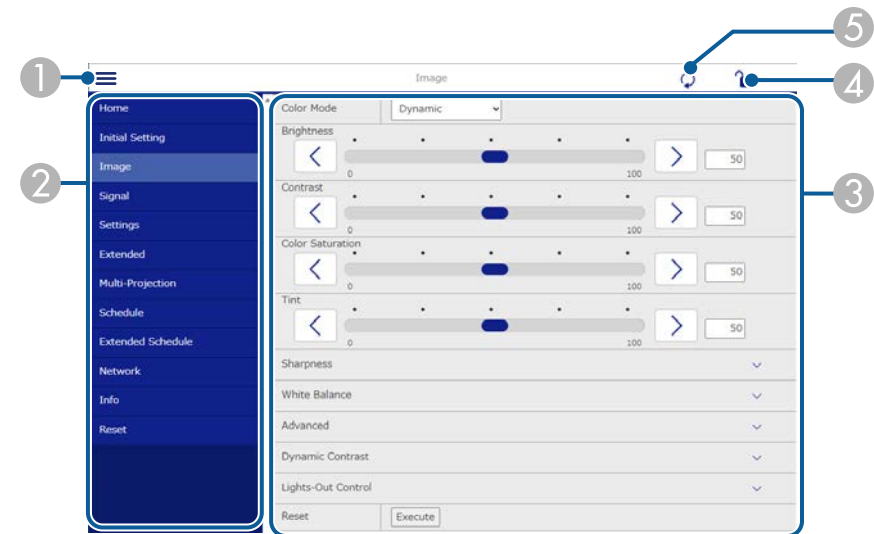 5
1
Image
4
Home
Initial Setting
Image
Signal
Settings
Extended
Multi-Projection
Schedule
Extended Schedule
Network
Info
Reset
2
Color Mode
Dynamic
Brightness
0
100
50
Contrast
0
100
50
Color Saturation
0
100
50
Tint
0
100
50
Sharpness
White Balance
Advanced
Dynamic Contrast
Lights-Out Control
Reset
Execute
3